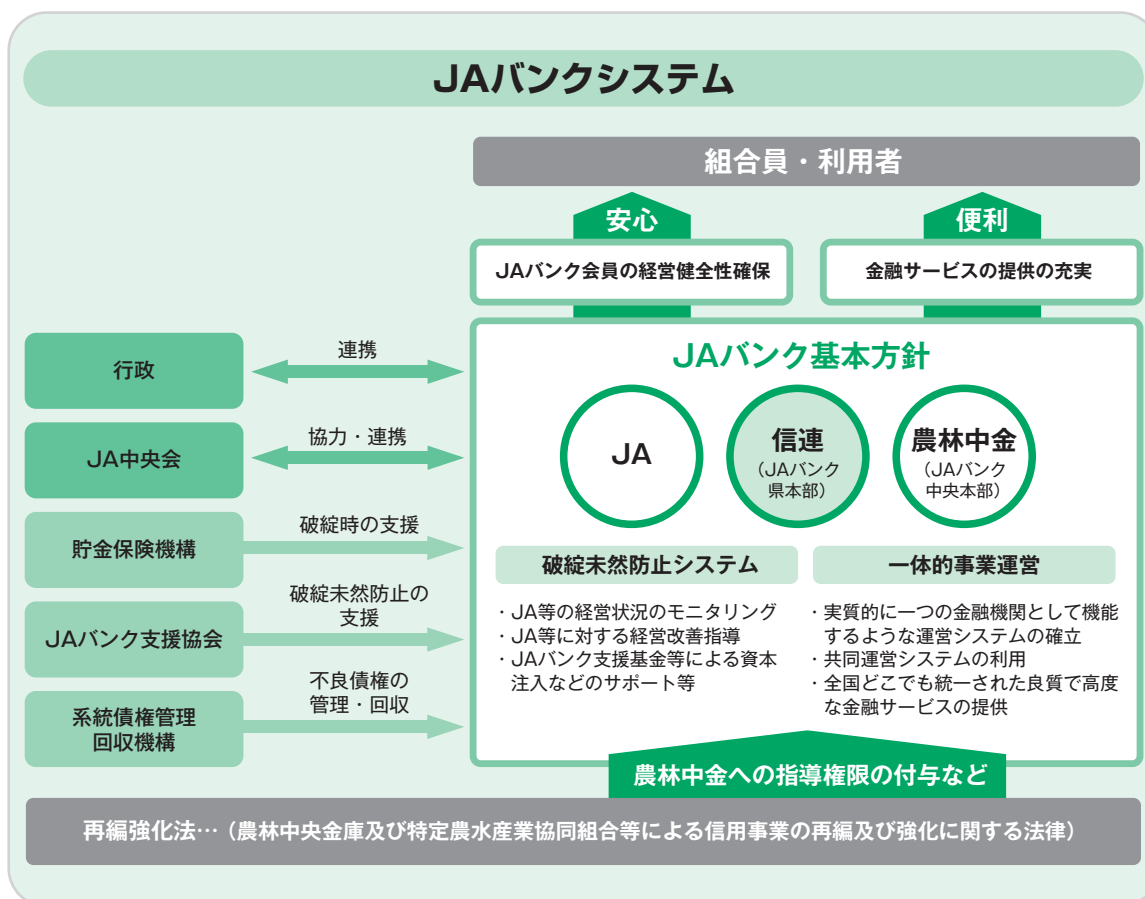 JAバンクシステム
組合員・利用者
安心
便利
JAバンク会員の経営健全性確保
金融サービスの提供の充実
行政
連携
JA中央会
協力・連携
貯金保険機構
破綻時の支援
JAバンク支援協会
破綻未然防止の
支援
系統債権管理
回収機構
不良債権の
管理・回収
JAバンク基本方針
JA
信連
（JAバンク
県本部）
農林中金
（JAバンク
中央本部）
破綻未然防止システム
・JA等の経営状況のモニタリング
・JA等に対する経営改善指導
・JAバンク支援基金等による資本
注入などのサポート等
一体的事業運営
・実質的に一つの金融機関として機能
するような運営システムの確立
・共同運営システムの利用
・全国どこでも統一された良質で高度
な金融サービスの提供
農林中金への指導権限の付与など
再編強化法…（農林中央金庫及び特定農水産業協同組合等による信用事業の再編及び強化に関する法律）